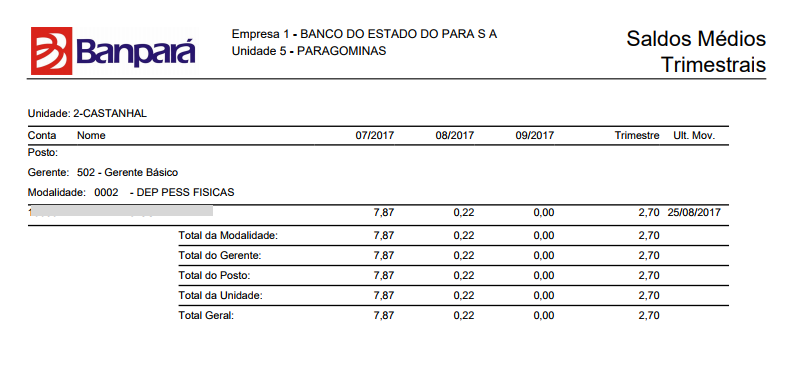 Banpará
Empresa 1 - BANCO DO ESTADO DO PARA S A
Unidade 5 - PARAGOMINAS
Saldos Médios
Trimestrais
Unidade: 2-CASTANHAL
Conta Nome 07/2017 08/2017 09/2017 Trimestre Ult. Mov.
Posto:
Gerente: 502 - Gerente Básico
Modalidade: 0002 - DEP PESS FISICAS
7,87 0,22 0,00 2,70 25/08/2017
Total da Modalidade: 7,87 0,22 0,00 2,70
Total do Gerente: 7,87 0,22 0,00 2,70
Total do Posto: 7,87 0,22 0,00 2,70
Total da Unidade: 7,87 0,22 0,00 2,70
Total Geral: 7,87 0,22 0,00 2,70